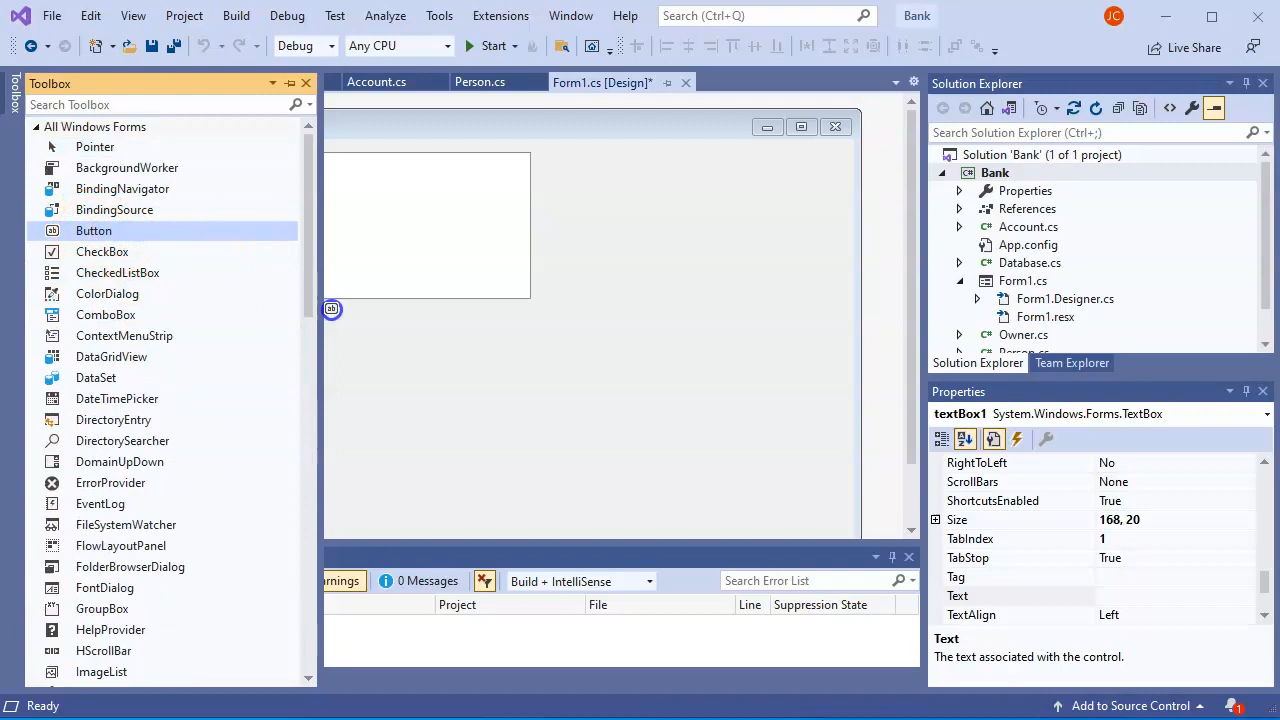 File Edit View Project Build Debug Test Analyze Tools Extensions Window Help Search (Ctrl+Q) Bank JC
Debug Any CPU Start Live Share
Toolbox
Toolbox
Search Toolbox
All Windows Forms
Pointer
BackgroundWorker
BindingNavigator
BindingSource
Button
CheckBox
CheckedListBox
ColorDialog
ComboBox
ContextMenuStrip
DataGridView
DataSet
DateTimePicker
DirectoryEntry
DirectorySearcher
DomainUpDown
ErrorProvider
EventLog
FileSystemWatcher
FlowLayoutPanel
FolderBrowserDialog
FontDialog
GroupBox
HelpProvider
HScrollBar
ImageList
Account.cs Person.cs Form1.cs [Design]*
0 Messages Build + IntelliSense Search Error List
Project File Line Suppression State
Solution Explorer
Search Solution Explorer (Ctrl+;)
Solution 'Bank' (1 of 1 project)
Bank
Properties
References
Account.cs
App.config
Database.cs
Form1.cs
Form1.Designer.cs
Form1.resx
Owner.cs
Person.cs
Solution Explorer Team Explorer
Properties
textBox1 System.Windows.Forms.TextBox
RightToLeft No
ScrollBars None
ShortcutsEnabled True
Size 168, 20
TabIndex 1
TabStop True
Tag
Text
TextAlign Left
Text
The text associated with the control.
Ready Add to Source Control 1